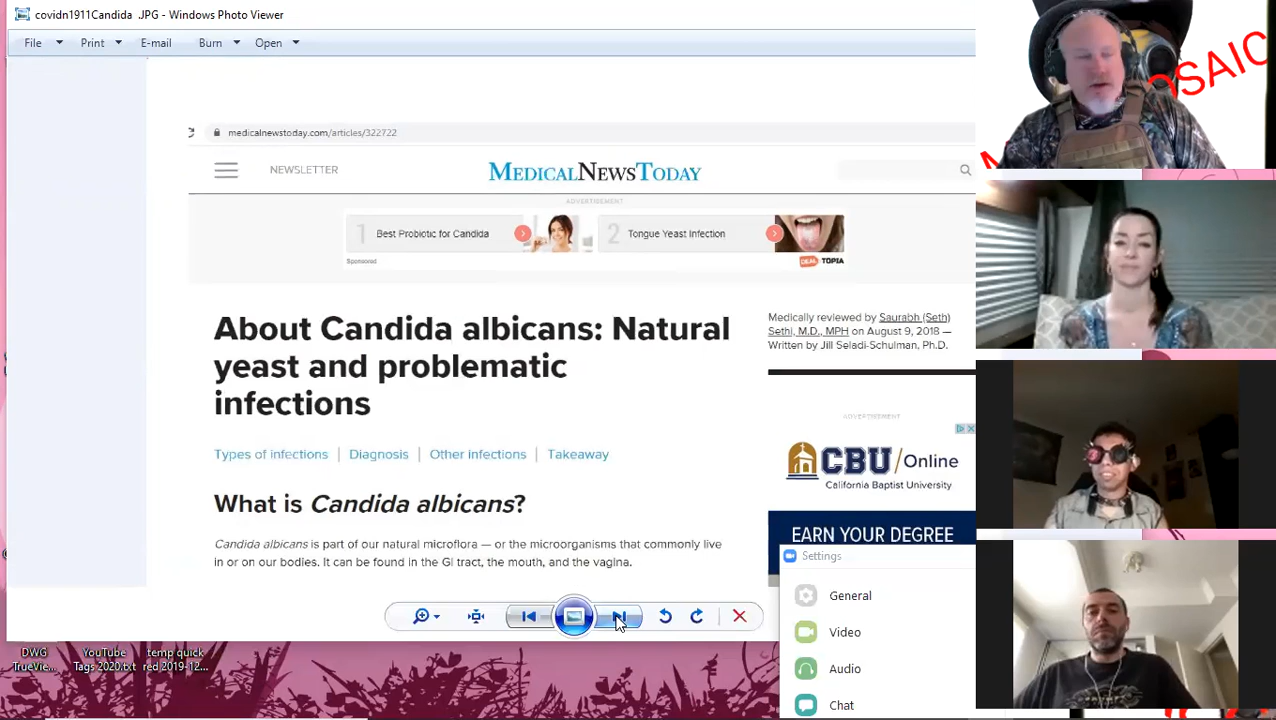 covidn1911Candida .JPG - Windows Photo Viewer
File Print E-mail Burn Open
medicalnewstoday.com/articles/322722
NEWSLETTER
MEDICALNEWSTODAY
ADVERTISEMENT
1 Best Probiotic for Candida
2 Tongue Yeast Infection
Sponsored
DEAL TOPIA
About Candida albicans: Natural
yeast and problematic
infections
Medically reviewed by Saurabh (Seth)
Sethi, M.D., MPH on August 9, 2018 —
Written by Jill Seladi-Schulman, Ph.D.
Types of infections | Diagnosis | Other infections | Takeaway
What is Candida albicans?
Candida albicans is part of our natural microflora — or the microorganisms that commonly live
in or on our bodies. It can be found in the GI tract, the mouth, and the vagina.
ADVERTISEMENT
CBU/Online
California Baptist University
EARN YOUR DEGREE
Settings
General
Video
Audio
Chat
DWG
TrueVie...
YouTube
Tags 2020.txt
temp quick
red 2019-12...
OSAIC